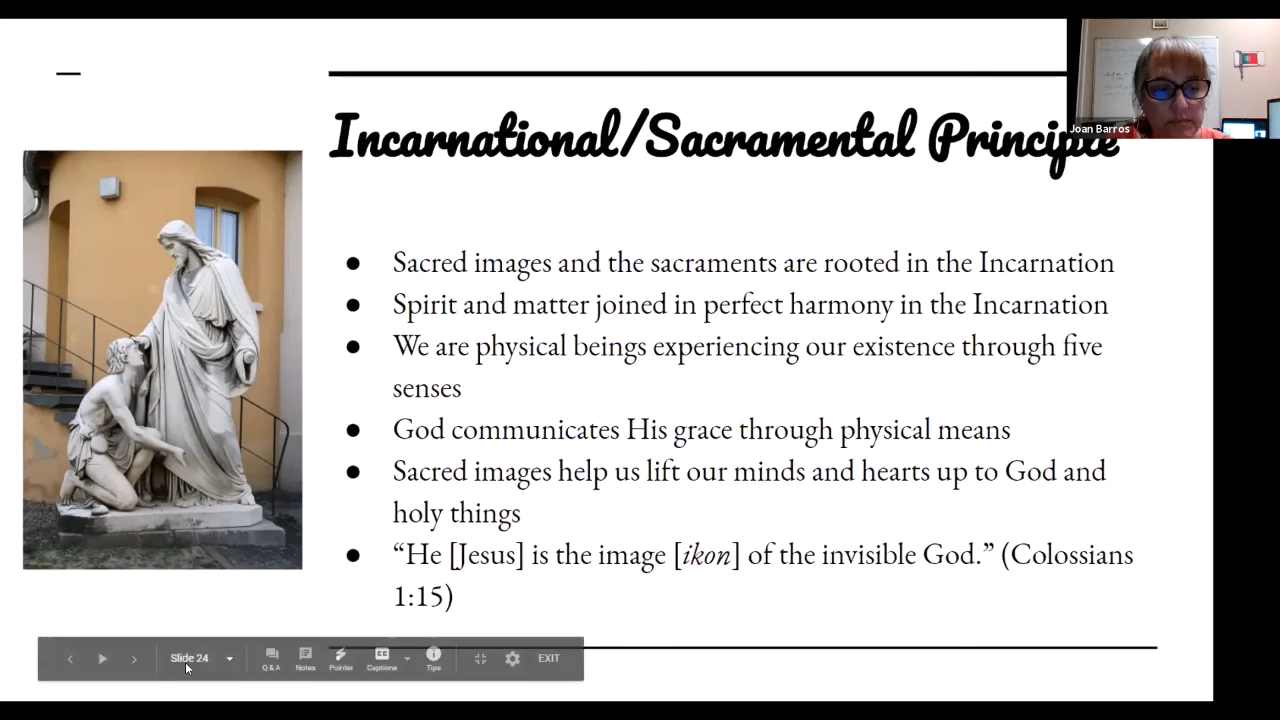 Incarnational/Sacramental Principle
Joan Barros
● Sacred images and the sacraments are rooted in the Incarnation
● Spirit and matter joined in perfect harmony in the Incarnation
● We are physical beings experiencing our existence through five
senses
● God communicates His grace through physical means
● Sacred images help us lift our minds and hearts up to God and
holy things
● “He [Jesus] is the image [ikon] of the invisible God.” (Colossians
1:15)
Slide 24
Q & A
Notes
Pointer
Captions
Tips
EXIT